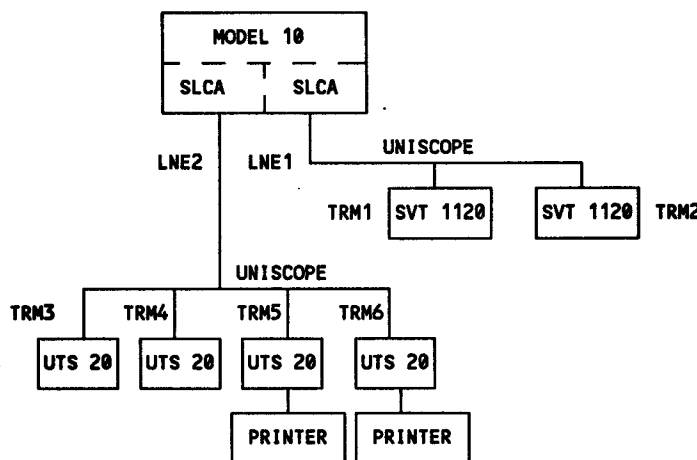 MODEL 10
SLCA SLCA
LNE2 LNE1 UNISCOPE
TRM1 SVT 1120 SVT 1120 TRM2
UNISCOPE
TRM3 TRM4 TRM5 TRM6
UTS 20 UTS 20 UTS 20 UTS 20
PRINTER PRINTER